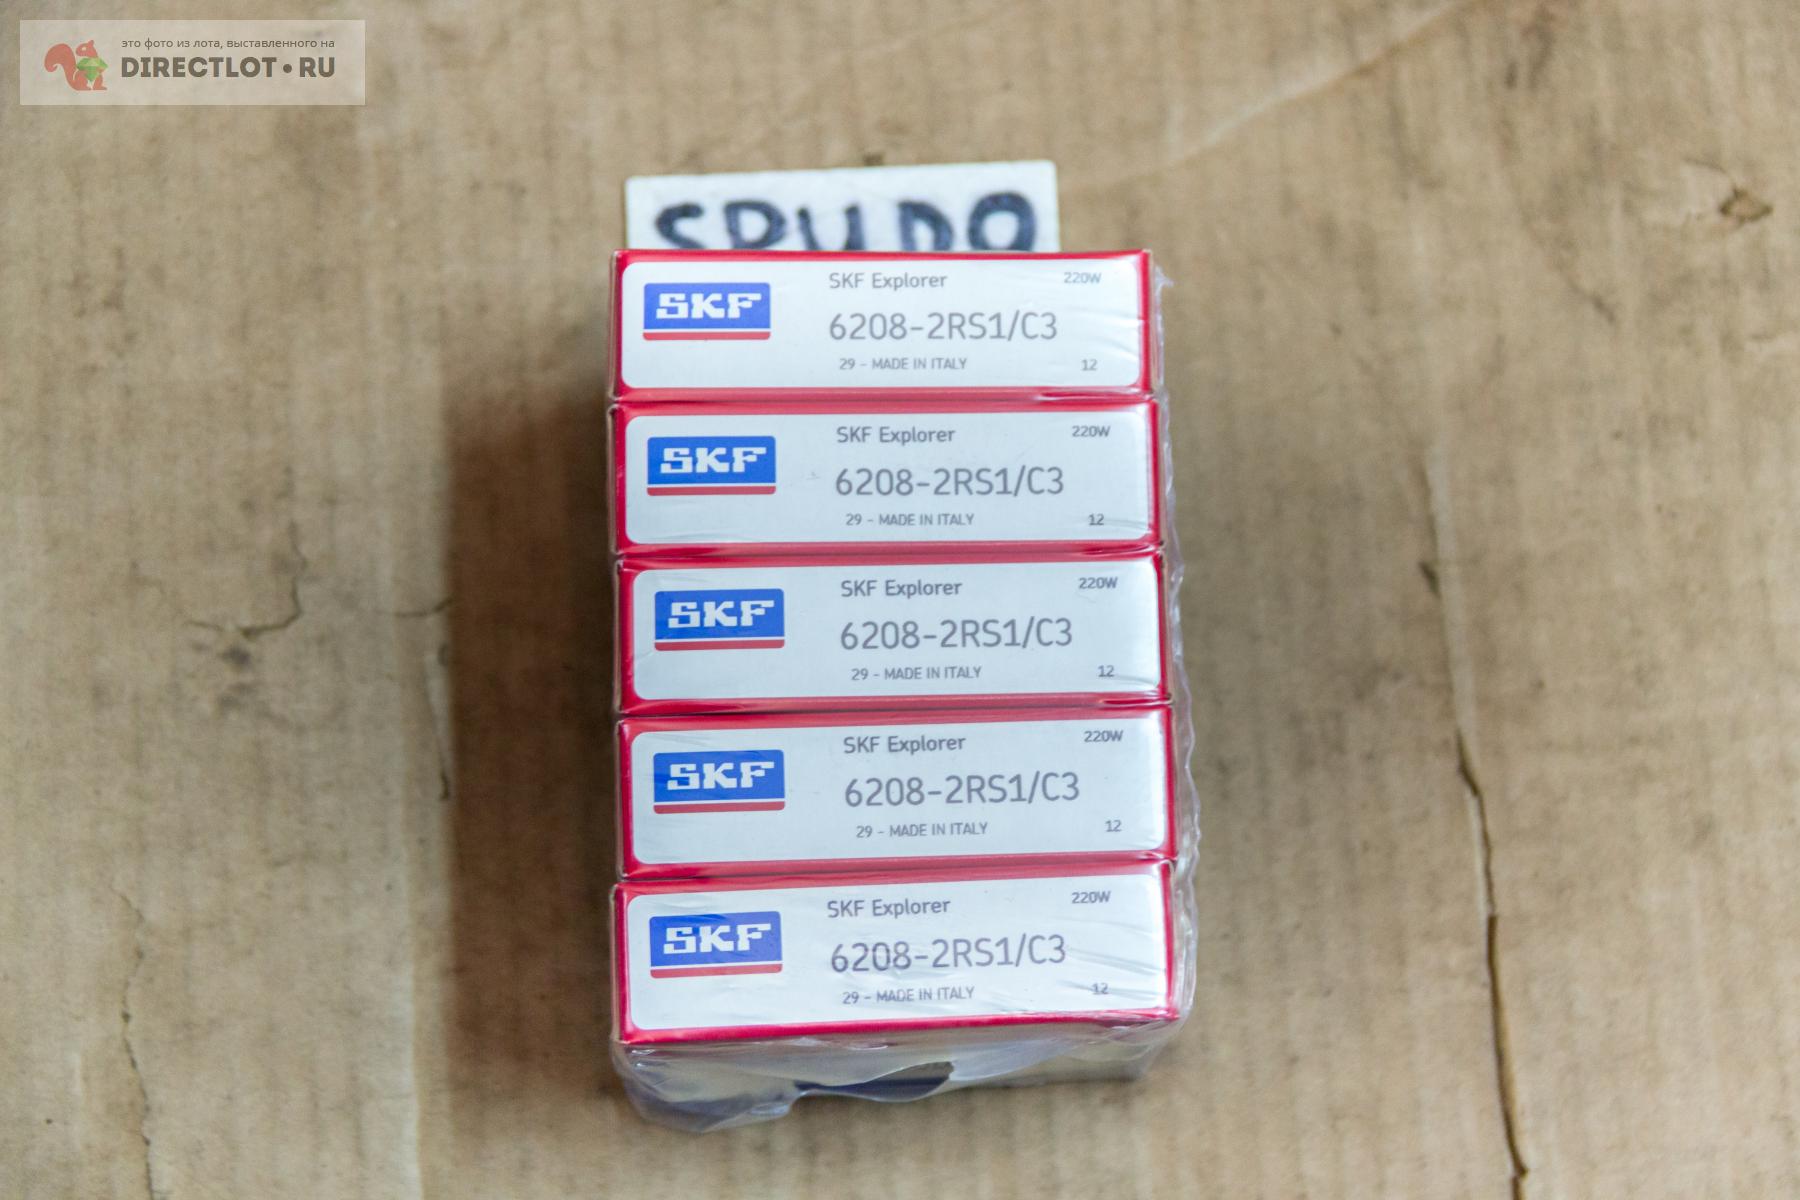 это фото из лота, выставленного на
DIRECTLOT•RU
SKF
SKF Explorer
220W
6208-2RS1/C3
29 - MADE IN ITALY
12
SKF
SKF Explorer
220W
6208-2RS1/C3
29 - MADE IN ITALY
12
SKF
SKF Explorer
220W
6208-2RS1/C3
29 - MADE IN ITALY
12
SKF
SKF Explorer
220W
6208-2RS1/C3
29 - MADE IN ITALY
12
SKF
SKF Explorer
220W
6208-2RS1/C3
29 - MADE IN ITALY
12